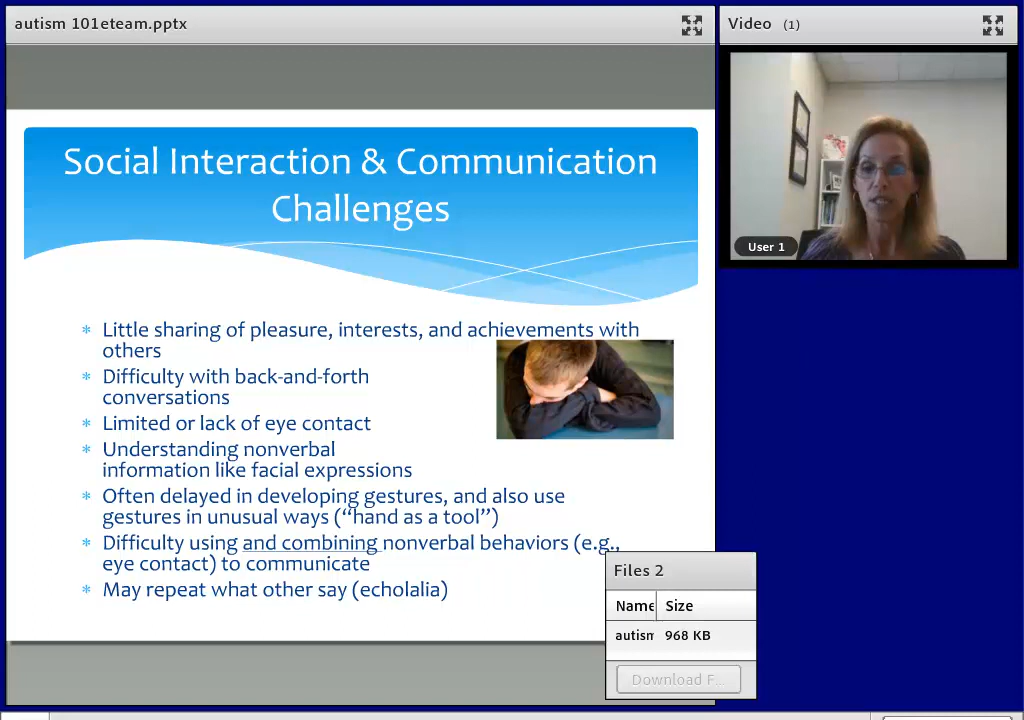 autism 101eteam.pptx
Video (1)
Social Interaction & Communication
Challenges
* Little sharing of pleasure, interests, and achievements with
others
* Difficulty with back-and-forth
conversations
* Limited or lack of eye contact
* Understanding nonverbal
information like facial expressions
* Often delayed in developing gestures, and also use
gestures in unusual ways (“hand as a tool”)
* Difficulty using and combining nonverbal behaviors (e.g.,
eye contact) to communicate
* May repeat what other say (echolalia)
User 1
Files 2
Name Size
autism 968 KB
Download F...